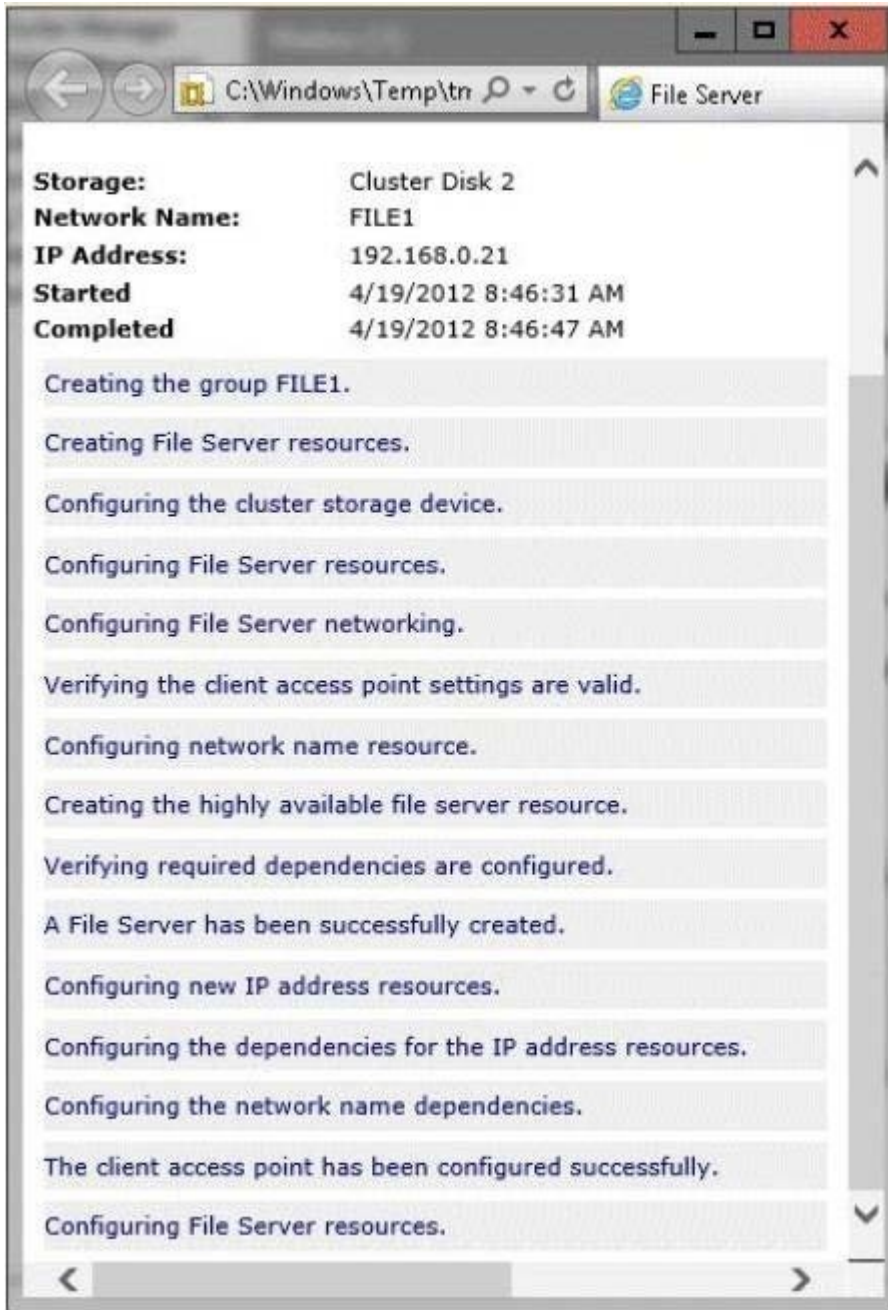 C:\Windows\Temp\tm
File Server
Storage: Cluster Disk 2
Network Name: FILE1
IP Address: 192.168.0.21
Started 4/19/2012 8:46:31 AM
Completed 4/19/2012 8:46:47 AM
Creating the group FILE1.
Creating File Server resources.
Configuring the cluster storage device.
Configuring File Server resources.
Configuring File Server networking.
Verifying the client access point settings are valid.
Configuring network name resource.
Creating the highly available file server resource.
Verifying required dependencies are configured.
A File Server has been successfully created.
Configuring new IP address resources.
Configuring the dependencies for the IP address resources.
Configuring the network name dependencies.
The client access point has been configured successfully.
Configuring File Server resources.